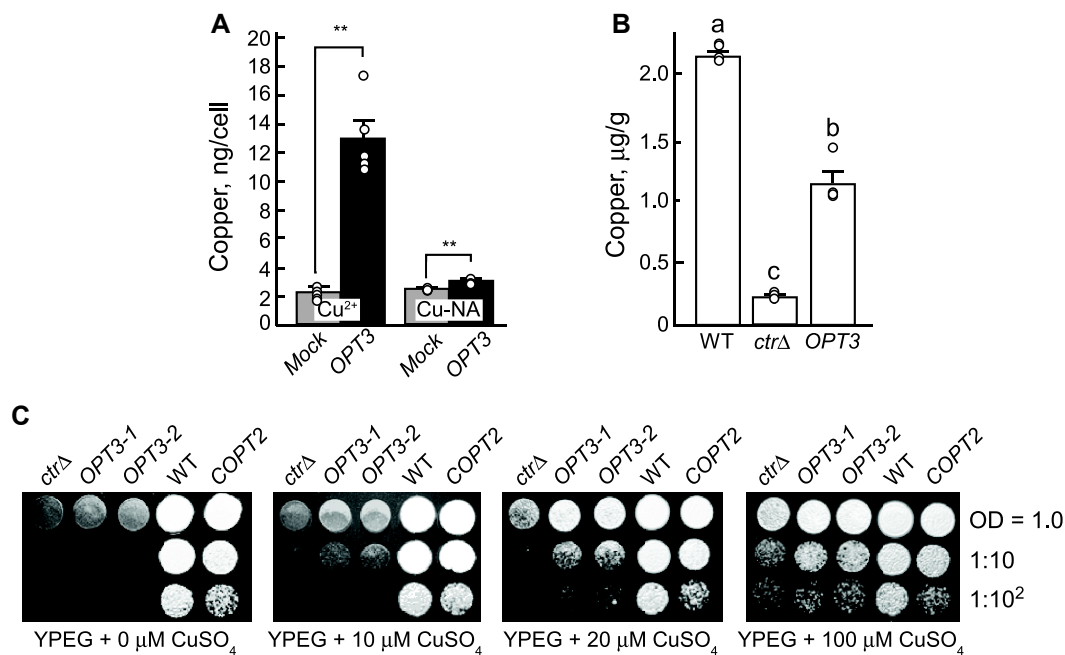 A
Copper, ng/cell
20
18
16
14
12
10
8
6
4
2
0
**
**
Cu²⁺
Cu-NA
Mock
OPT3
Mock
OPT3
B
Copper, µg/g
2.0
1.5
1.0
0.5
0
a
c
b
WT
ctrΔ
OPT3
C
ctrΔ OPT3-1 OPT3-2 WT COPT2
ctrΔ OPT3-1 OPT3-2 WT COPT2
ctrΔ OPT3-1 OPT3-2 WT COPT2
ctrΔ OPT3-1 OPT3-2 WT COPT2
OD = 1.0
1:10
1:10²
YPEG + 0 µM CuSO₄
YPEG + 10 µM CuSO₄
YPEG + 20 µM CuSO₄
YPEG + 100 µM CuSO₄